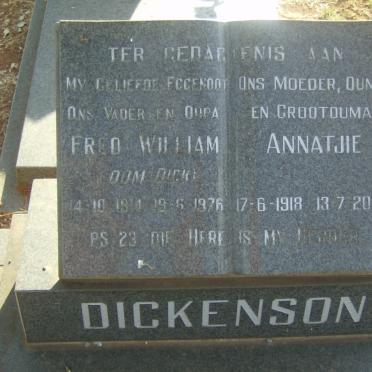 TER GEDAGTENIS AAN
MY GELIEFDE EGGENOOT ONS MOEDER, OUMA
ONS VADER EN OUPA EN GROOTOUMA
FRED WILLIAM ANNATJIE
OOM DICK
14-10-1914 19-6-1976 17-6-1918 13-7-20
PS 23 DIE HERE IS MY HERDER
DICKENSON